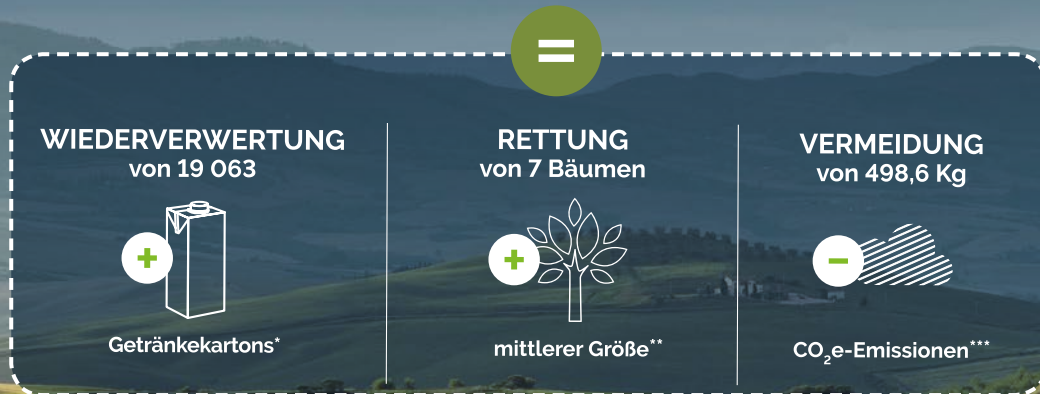 =
WIEDERVERWERTUNG
von 19 063
+
Getränkekartons*
RETTUNG
von 7 Bäumen
+
mittlerer Größe**
VERMEIDUNG
von 498,6 Kg
−
CO₂e-Emissionen***